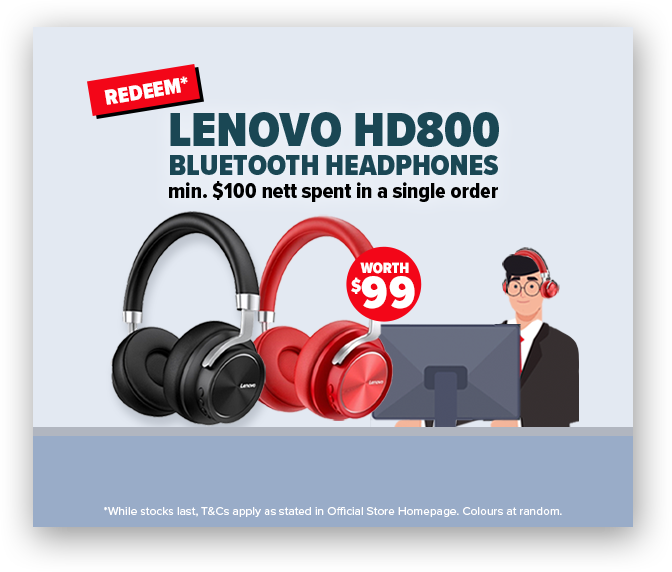 REDEEM*
LENOVO HD800
BLUETOOTH HEADPHONES
min. $100 nett spent in a single order
WORTH
$99
Lenovo
Lenovo
*While stocks last, T&Cs apply as stated in Official Store Homepage. Colours at random.